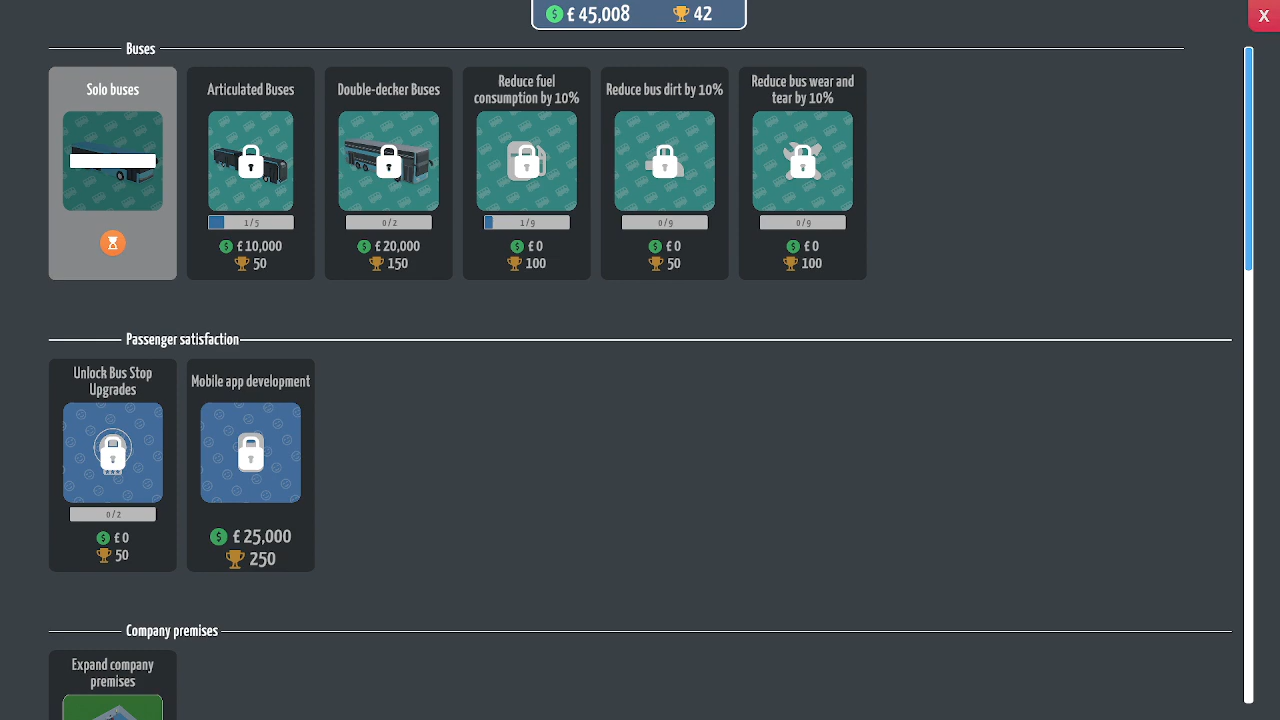 £ 45,008 42
X
Buses
Solo buses
Articulated Buses
1/5
£ 10,000
50
Double-decker Buses
0/2
£ 20,000
150
Reduce fuel
consumption by 10%
1/9
£ 0
100
Reduce bus dirt by 10%
0/9
£ 0
50
Reduce bus wear and
tear by 10%
0/9
£ 0
100
Passenger satisfaction
Unlock Bus Stop
Upgrades
0/2
£ 0
50
Mobile app development
£ 25,000
250
Company premises
Expand company
premises